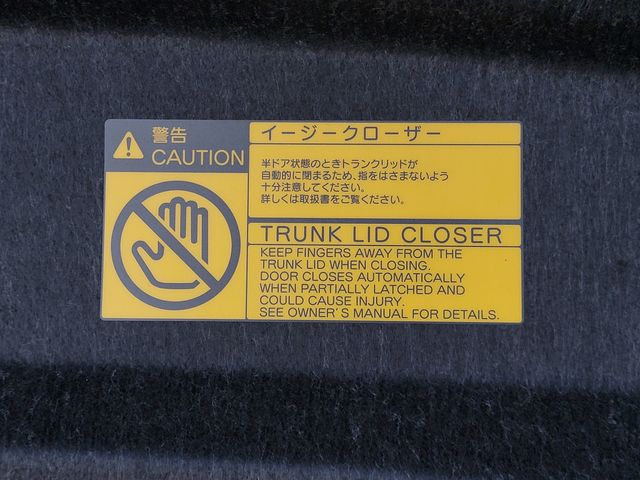 警告
CAUTION
イージークローザー
半ドア状態のときトランクリッドが
自動的に閉まるため、指をはさまないよう
十分注意してください。
詳しくは取扱書をご覧ください。
TRUNK LID CLOSER
KEEP FINGERS AWAY FROM THE
TRUNK LID WHEN CLOSING.
DOOR CLOSES AUTOMATICALLY
WHEN PARTIALLY LATCHED AND
COULD CAUSE INJURY.
SEE OWNER'S MANUAL FOR DETAILS.